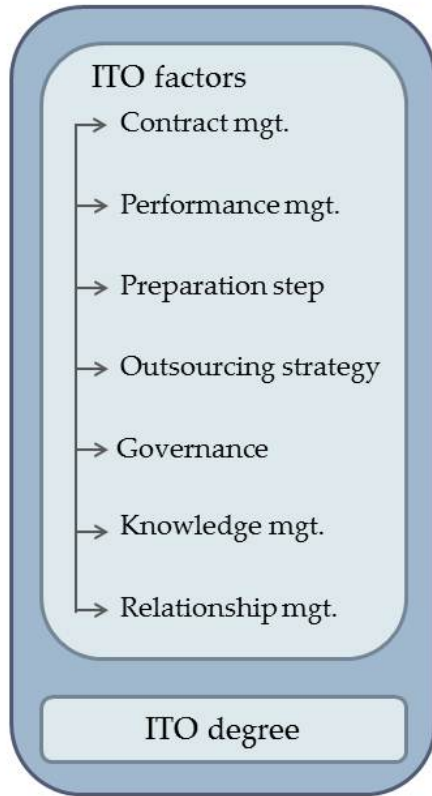 ITO factors
Contract mgt.
Performance mgt.
Preparation step
Outsourcing strategy
Governance
Knowledge mgt.
Relationship mgt.
ITO degree